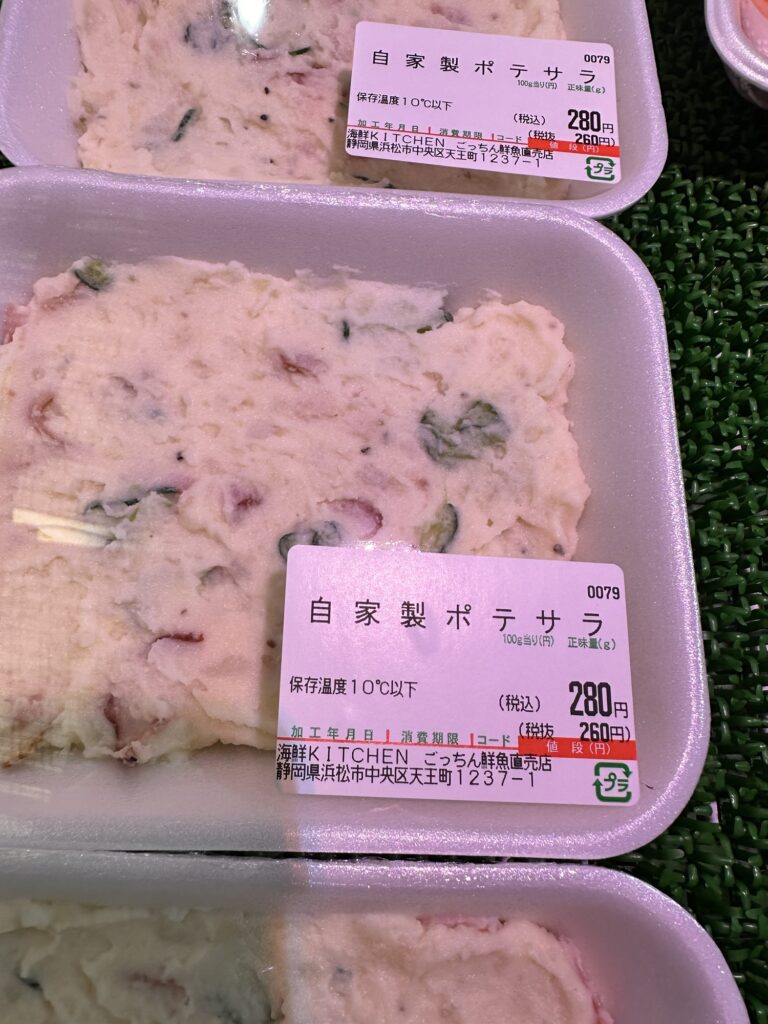 0079
自家製ポテサラ
100g当り(円) 正味量(g)
保存温度10℃以下
(税込) 280円
(税抜 260円)
加工年月日 消費期限 コード 値段(円)
海鮮KITCHEN ごっちん鮮魚直売店
静岡県浜松市中央区天王町1237-1
プラ
0079
自家製ポテサラ
100g当り(円) 正味量(g)
保存温度10℃以下
(税込) 280円
(税抜 260円)
加工年月日 消費期限 コード 値段(円)
海鮮KITCHEN ごっちん鮮魚直売店
静岡県浜松市中央区天王町1237-1
プラ